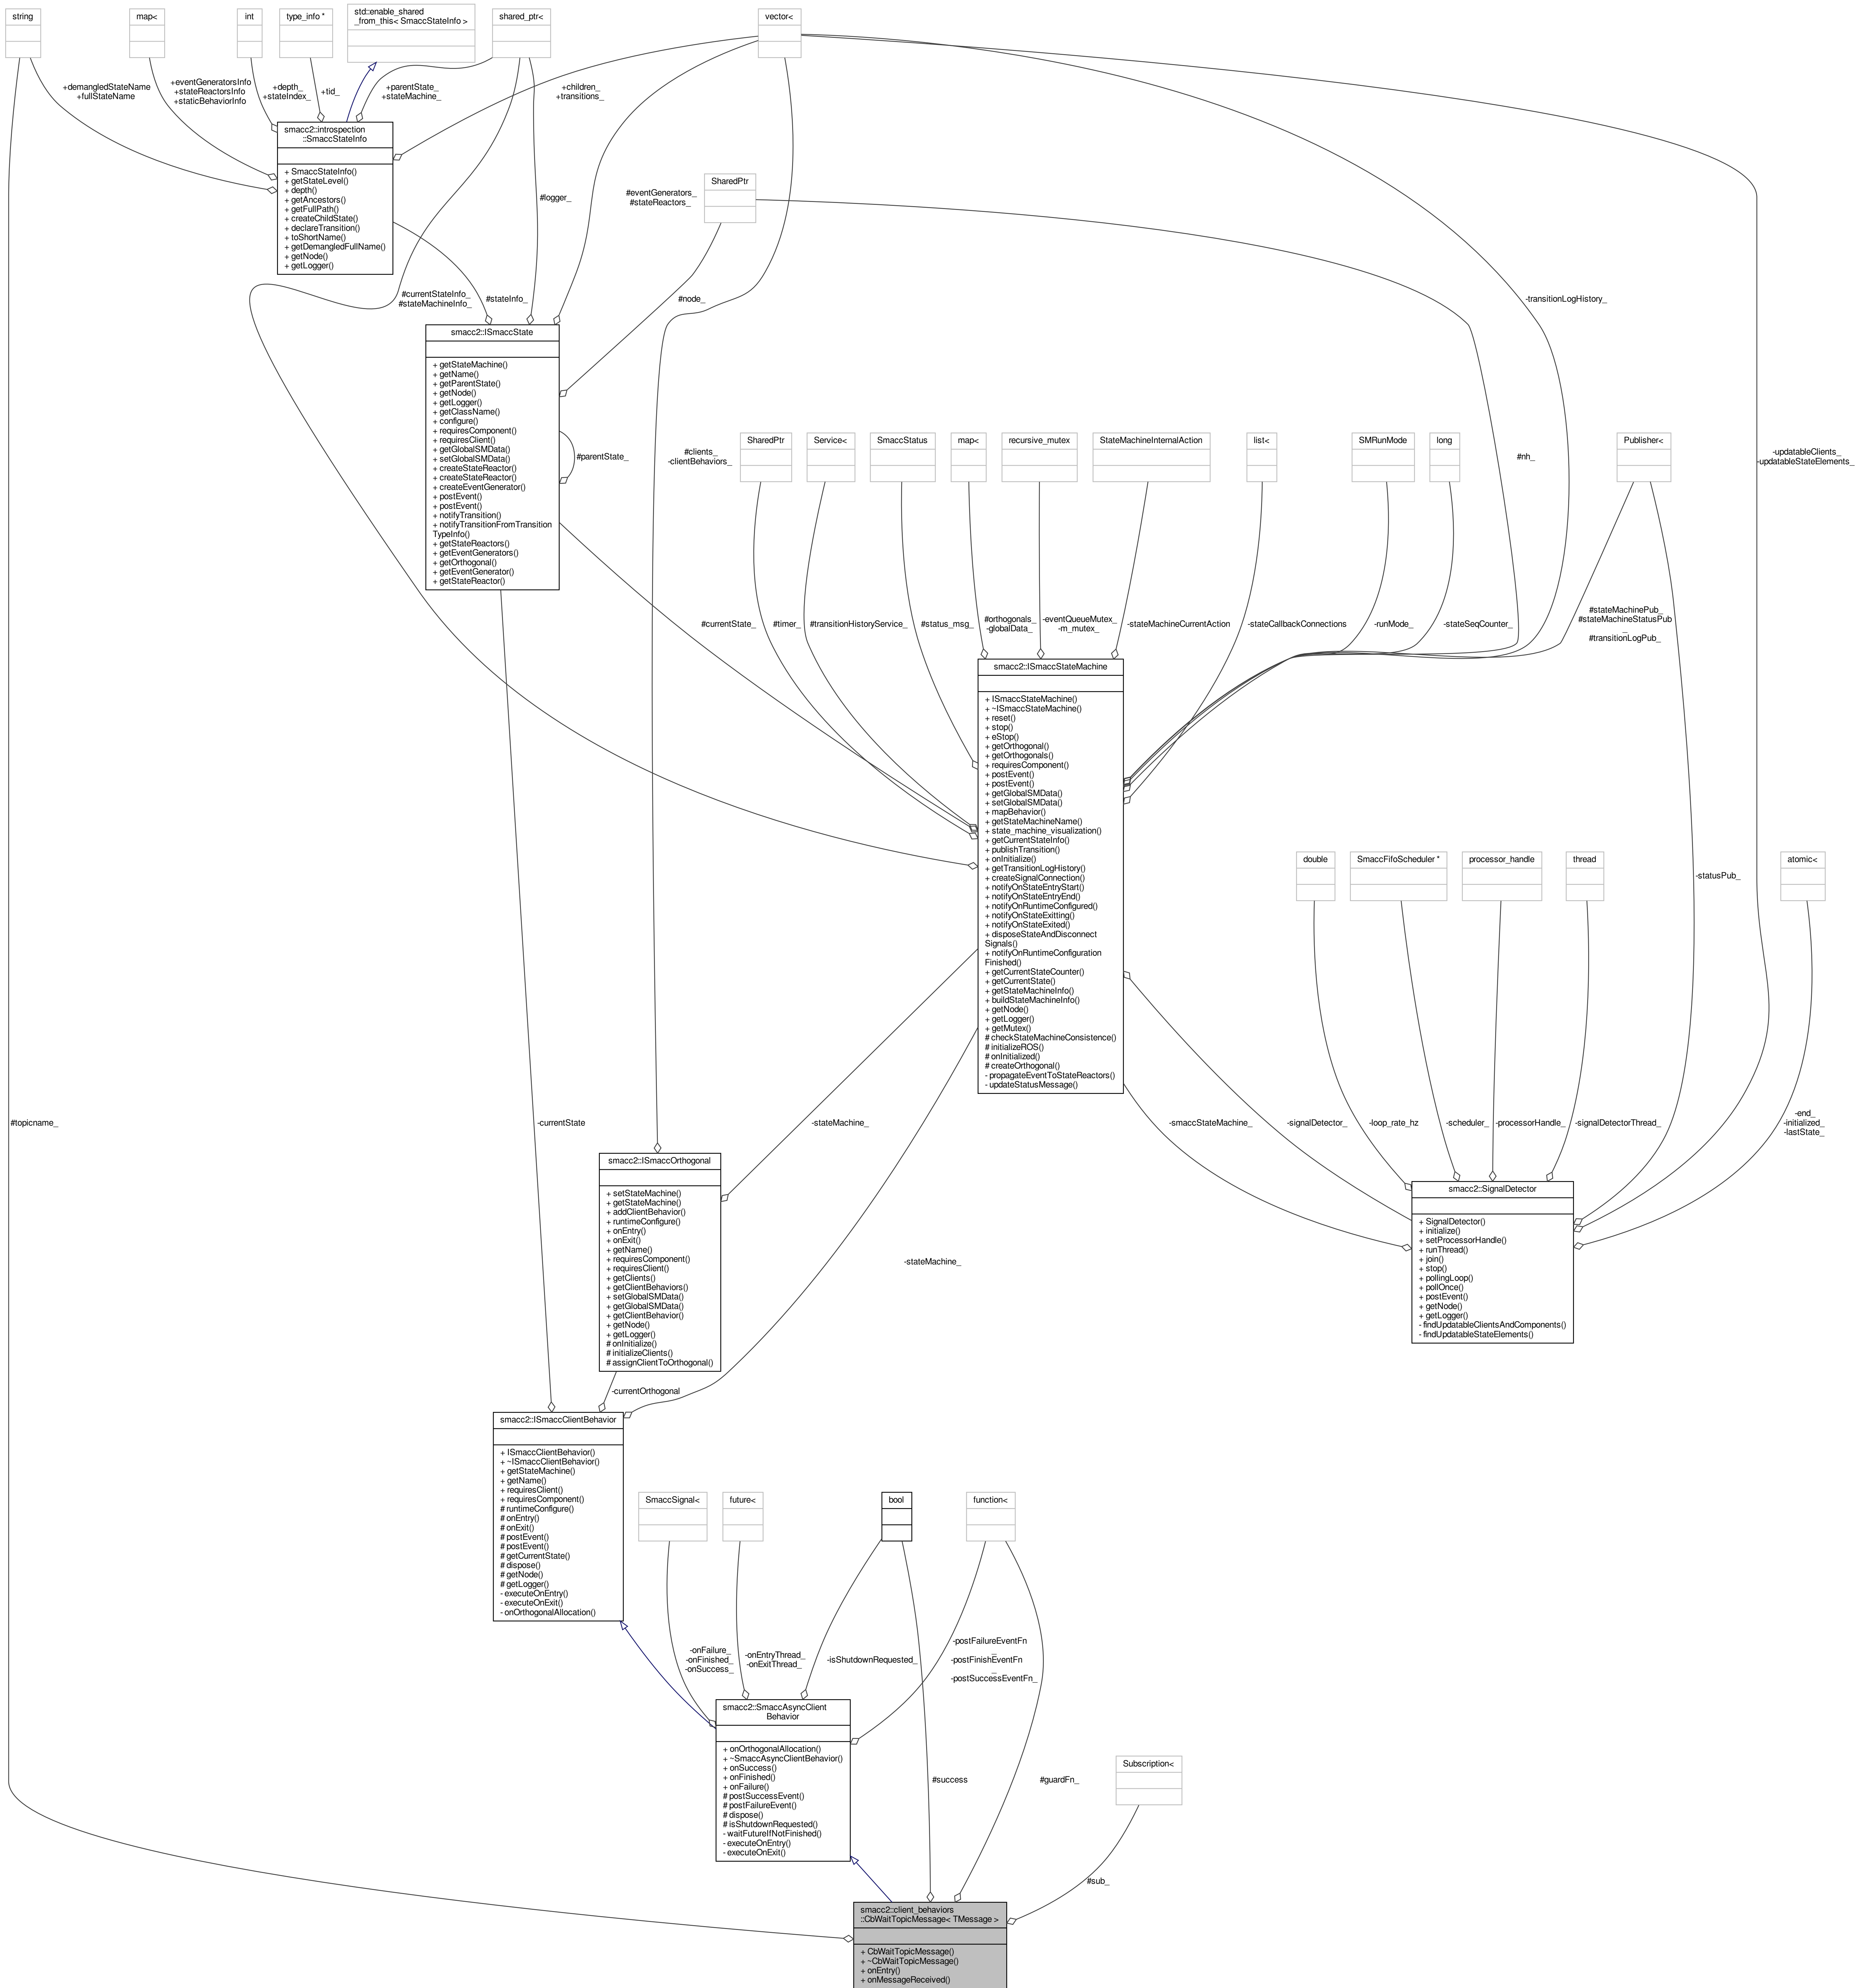 string
map<
int
type_info *
std::enable_shared
_from_this< SmaccStateInfo >
shared_ptr<
vector<
+demangledStateName
+fullStateName
+eventGeneratorsInfo
+stateReactorsInfo
+staticBehaviorInfo
+depth_
+stateIndex_
+tid_
+parentState_
+stateMachine_
+children_
+transitions_
smacc2::introspection
::SmaccStateInfo
+ SmaccStateInfo()
+ getStateLevel()
+ depth()
+ getAncestors()
+ getFullPath()
+ createChildState()
+ declareTransition()
+ toShortName()
+ getDemangledFullName()
+ getNode()
+ getLogger()
#logger_
#eventGenerators_
#stateReactors_
SharedPtr
#currentStateInfo_
#stateMachineInfo_
#stateInfo_
#node_
-transitionLogHistory_
smacc2::ISmaccState
+ getStateMachine()
+ getName()
+ getParentState()
+ getNode()
+ getLogger()
+ getClassName()
+ configure()
+ requiresComponent()
+ requiresClient()
+ getGlobalSMData()
+ setGlobalSMData()
+ createStateReactor()
+ createStateReactor()
+ createEventGenerator()
+ postEvent()
+ postEvent()
+ notifyTransition()
+ notifyTransitionFromTransition
TypeInfo()
+ getStateReactors()
+ getEventGenerators()
+ getOrthogonal()
+ getEventGenerator()
+ getStateReactor()
#parentState_
#clients_
-clientBehaviors_
SharedPtr
Service<
SmaccStatus
map<
recursive_mutex
StateMachineInternalAction
list<
SMRunMode
long
#nh_
Publisher<
-updatableClients_
-updatableStateElements_
#currentState_
#timer_
#transitionHistoryService_
#status_msg_
#orthogonals_
-globalData_
-eventQueueMutex_
-m_mutex_
-stateMachineCurrentAction
-stateCallbackConnections
-runMode_
-stateSeqCounter_
#stateMachinePub_
#stateMachineStatusPub
_
#transitionLogPub_
smacc2::ISmaccStateMachine
+ ISmaccStateMachine()
+ ~ISmaccStateMachine()
+ reset()
+ stop()
+ eStop()
+ getOrthogonal()
+ getOrthogonals()
+ requiresComponent()
+ postEvent()
+ postEvent()
+ getGlobalSMData()
+ setGlobalSMData()
+ mapBehavior()
+ getStateMachineName()
+ state_machine_visualization()
+ getCurrentStateInfo()
+ publishTransition()
+ onInitialize()
+ getTransitionLogHistory()
+ createSignalConnection()
+ notifyOnStateEntryStart()
+ notifyOnStateEntryEnd()
+ notifyOnRuntimeConfigured()
+ notifyOnStateExitting()
+ notifyOnStateExited()
+ disposeStateAndDisconnect
Signals()
+ notifyOnRuntimeConfiguration
Finished()
+ getCurrentStateCounter()
+ getCurrentState()
+ getStateMachineInfo()
+ buildStateMachineInfo()
+ getNode()
+ getLogger()
+ getMutex()
# checkStateMachineConsistence()
# initializeROS()
# onInitialized()
# createOrthogonal()
- propagateEventToStateReactors()
- updateStatusMessage()
double
SmaccFifoScheduler *
processor_handle
thread
-statusPub_
atomic<
#topicname_
-currentState
-stateMachine_
-smaccStateMachine_
-signalDetector_
-loop_rate_hz
-scheduler_
-processorHandle_
-signalDetectorThread_
-end_
-initialized_
-lastState_
smacc2::ISmaccOrthogonal
+ setStateMachine()
+ getStateMachine()
+ addClientBehavior()
+ runtimeConfigure()
+ onEntry()
+ onExit()
+ getName()
+ requiresComponent()
+ requiresClient()
+ getClients()
+ getClientBehaviors()
+ setGlobalSMData()
+ getGlobalSMData()
+ getClientBehavior()
+ getNode()
+ getLogger()
# onInitialize()
# initializeClients()
# assignClientToOrthogonal()
-stateMachine_
smacc2::SignalDetector
+ SignalDetector()
+ initialize()
+ setProcessorHandle()
+ runThread()
+ join()
+ stop()
+ pollingLoop()
+ pollOnce()
+ postEvent()
+ getNode()
+ getLogger()
- findUpdatableClientsAndComponents()
- findUpdatableStateElements()
-currentOrthogonal
smacc2::ISmaccClientBehavior
+ ISmaccClientBehavior()
+ ~ISmaccClientBehavior()
+ getStateMachine()
+ getName()
+ requiresClient()
+ requiresComponent()
# runtimeConfigure()
# onEntry()
# onExit()
# postEvent()
# postEvent()
# getCurrentState()
# dispose()
# getNode()
# getLogger()
- executeOnEntry()
- executeOnExit()
- onOrthogonalAllocation()
SmaccSignal<
future<
bool
function<
-onFailure_
-onFinished_
-onSuccess_
-onEntryThread_
-onExitThread_
-isShutdownRequested_
-postFailureEventFn
_
-postFinishEventFn
_
-postSuccessEventFn_
smacc2::SmaccAsyncClient
Behavior
+ onOrthogonalAllocation()
+ ~SmaccAsyncClientBehavior()
+ onSuccess()
+ onFinished()
+ onFailure()
# postSuccessEvent()
# postFailureEvent()
# dispose()
# isShutdownRequested()
- waitFutureIfNotFinished()
- executeOnEntry()
- executeOnExit()
#success
#guardFn_
Subscription<
#sub_
smacc2::client_behaviors
::CbWaitTopicMessage< TMessage >
+ CbWaitTopicMessage()
+ ~CbWaitTopicMessage()
+ onEntry()
+ onMessageReceived()